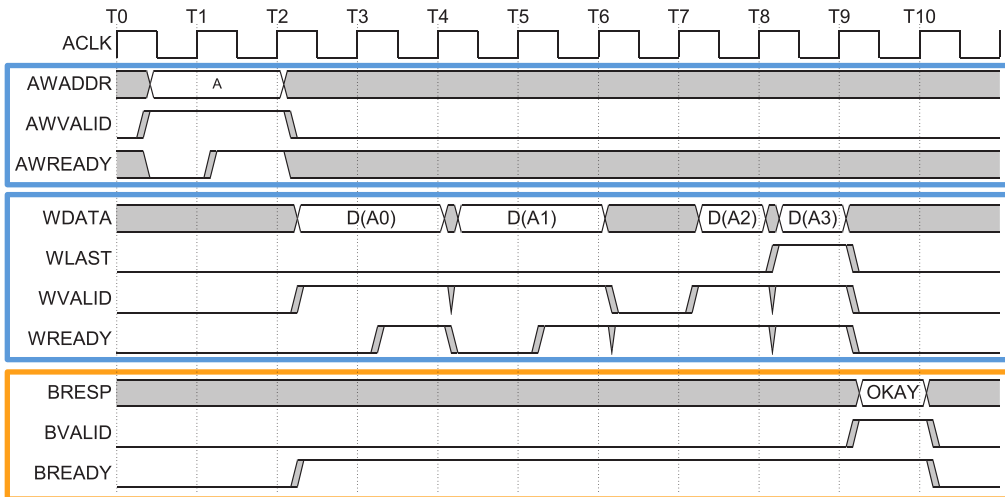 T0 T1 T2 T3 T4 T5 T6 T7 T8 T9 T10
ACLK
AWADDR A
AWVALID
AWREADY
WDATA D(A0) D(A1) D(A2) D(A3)
WLAST
WVALID
WREADY
BRESP OKAY
BVALID
BREADY